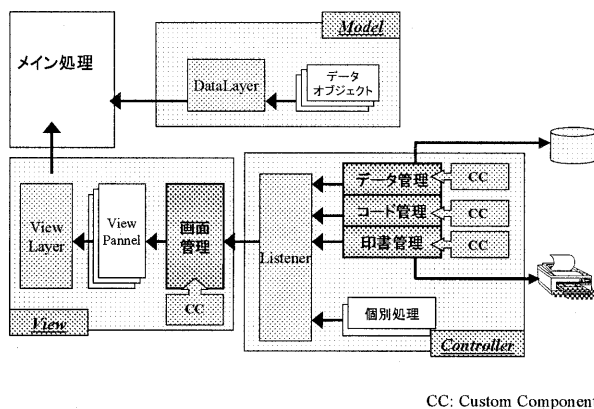 メイン処理
Model
DataLayer
データ
オブジェクト
View
Layer
View
Pannel
画面
管理
CC
View
Listener
データ管理
CC
コード管理
CC
印書管理
CC
個別処理
Controller
CC: Custom Component